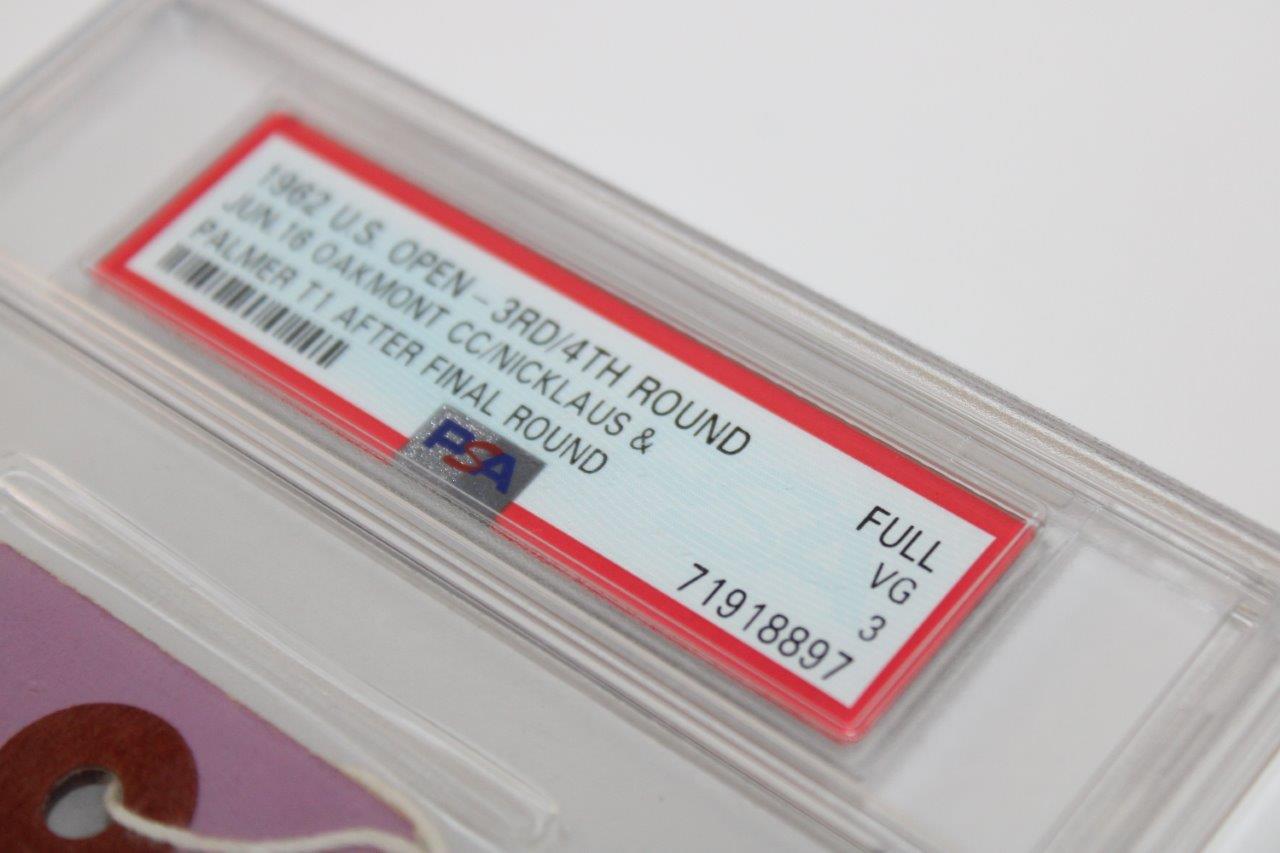 1962 U.S. OPEN - 3RD/4TH ROUND
JUN.16 OAKMONT CC/NICKLAUS &
PALMER T1 AFTER FINAL ROUND
FULL
VG
3
PSA
71918897